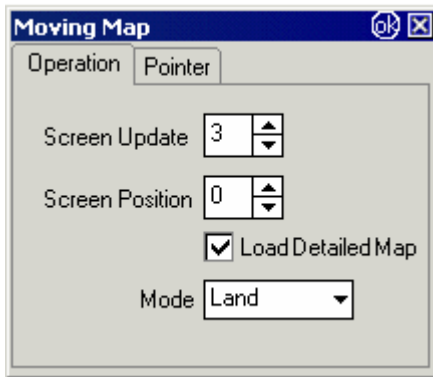 Moving Map ok
Operation Pointer
Screen Update 3
Screen Position 0
Load Detailed Map
Mode Land